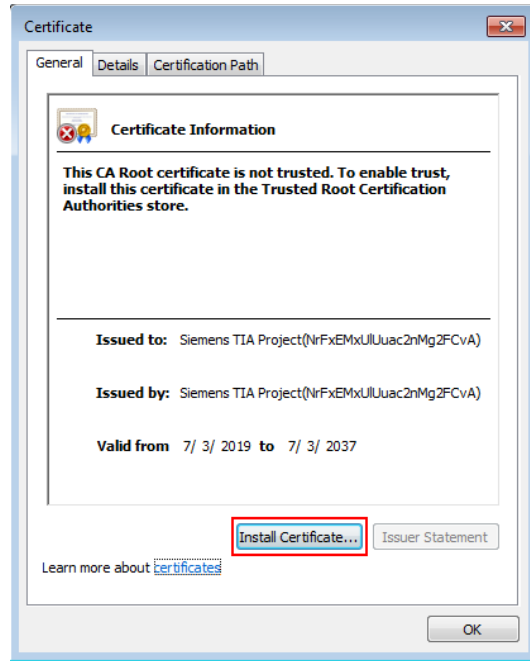 Certificate
General Details Certification Path
Certificate Information
This CA Root certificate is not trusted. To enable trust,
install this certificate in the Trusted Root Certification
Authorities store.
Issued to: Siemens TIA Project(NrFxEMxUlUuac2nMg2FCvA)
Issued by: Siemens TIA Project(NrFxEMxUlUuac2nMg2FCvA)
Valid from 7/ 3/ 2019 to 7/ 3/ 2037
Install Certificate... Issuer Statement
Learn more about certificates
OK